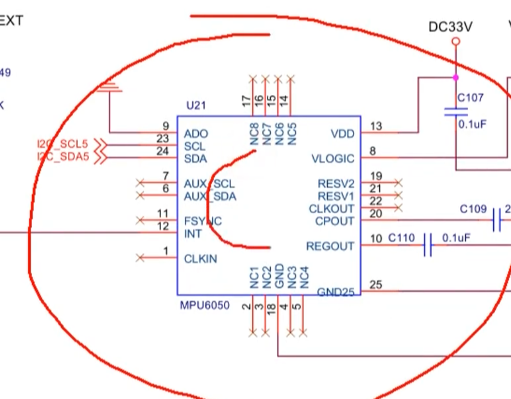 EXT
DC33V
49
K
C107
0.1uF
U21
17
16
15
14
NC8
NC7
NC6
NC5
9
ADO
23
SCL
24
SDA
I2C_SCL5
I2C_SDA5
VDD
13
VLOGIC
8
7
AUX_SCL
6
AUX_SDA
RESV2
19
RESV1
21
CLKOUT
22
CPOUT
20
11
FSYNC
12
INT
REGOUT
10
C110
0.1uF
C109
2
1
CLKIN
NC1
NC2
GND
NC3
NC4
GND25
25
MPU6050
2
3
18
4
5